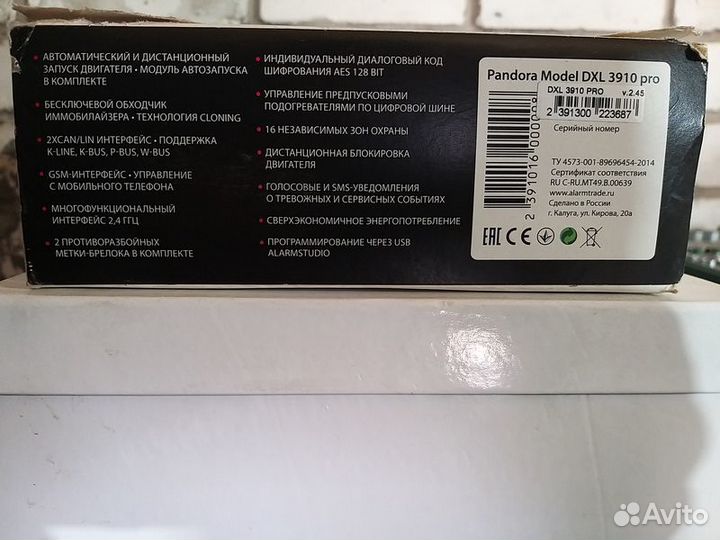 • АВТОМАТИЧЕСКИЙ И ДИСТАНЦИОННЫЙ
ЗАПУСК ДВИГАТЕЛЯ • МОДУЛЬ АВТОЗАПУСКА
В КОМПЛЕКТЕ
• БЕСКЛЮЧЕВОЙ ОБХОДЧИК
ИММОБИЛАЙЗЕРА • ТЕХНОЛОГИЯ CLONING
• 2XCAN/LIN ИНТЕРФЕЙС • ПОДДЕРЖКА
K-LINE, K-BUS, P-BUS, W-BUS
• GSM-ИНТЕРФЕЙС • УПРАВЛЕНИЕ
С МОБИЛЬНОГО ТЕЛЕФОНА
• МНОГОФУНКЦИОНАЛЬНЫЙ
ИНТЕРФЕЙС 2,4 ГГЦ
• 2 ПРОТИВОРАЗБОЙНЫХ
МЕТКИ-БРЕЛОКА В КОМПЛЕКТЕ
• ИНДИВИДУАЛЬНЫЙ ДИАЛОГОВЫЙ КОД
ШИФРОВАНИЯ AES 128 BIT
• УПРАВЛЕНИЕ ПРЕДПУСКОВЫМИ
ПОДОГРЕВАТЕЛЯМИ ПО ЦИФРОВОЙ ШИНЕ
• 16 НЕЗАВИСИМЫХ ЗОН ОХРАНЫ
• ДИСТАНЦИОННАЯ БЛОКИРОВКА
ДВИГАТЕЛЯ
• ГОЛОСОВЫЕ И SMS-УВЕДОМЛЕНИЯ
О ТРЕВОЖНЫХ И СЕРВИСНЫХ СОБЫТИЯХ
• СВЕРХЭКОНОМИЧНОЕ ЭНЕРГОПОТРЕБЛЕНИЕ
• ПРОГРАММИРОВАНИЕ ЧЕРЕЗ USB
ALARMSTUDIO
Pandora Model DXL 3910 pro
DXL 3910 PRO v.2.45
2 391300 223687
Серийный номер
ТУ 4573-001-89696454-2014
Сертификат соответствия
RU C-RU.MT49.B.00639
www.alarmtrade.ru
Сделано в России
г. Калуга, ул. Кирова, 20а
EAC CE
Avito